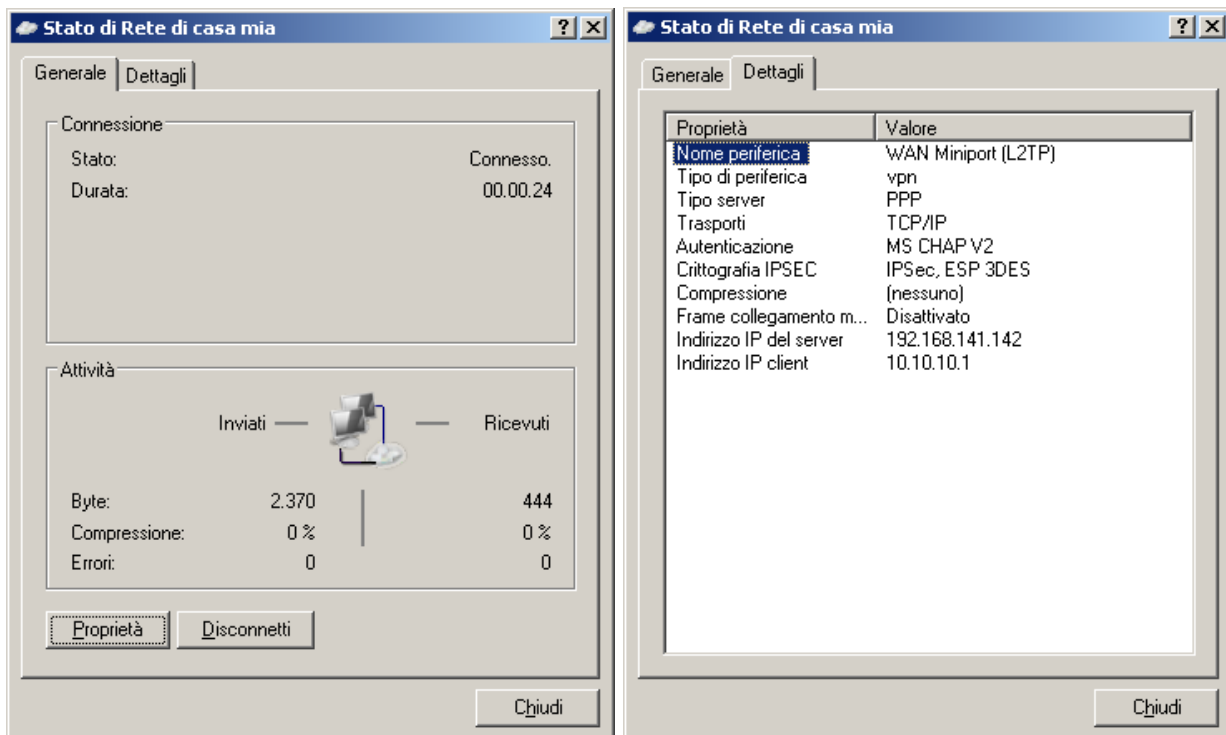 Stato di Rete di casa mia
Generale Dettagli
Connessione
Stato: Connesso.
Durata: 00.00.24
Attività
Inviati Ricevuti
Byte: 2.370 444
Compressione: 0 % 0 %
Errori: 0 0
Proprietà Disconnetti
Chiudi
Stato di Rete di casa mia
Generale Dettagli
Proprietà Valore
Nome periferica WAN Miniport (L2TP)
Tipo di periferica vpn
Tipo server PPP
Trasporti TCP/IP
Autenticazione MS CHAP V2
Crittografia IPSEC IPSec, ESP 3DES
Compressione (nessuno)
Frame collegamento m... Disattivato
Indirizzo IP del server 192.168.141.142
Indirizzo IP client 10.10.10.1
Chiudi